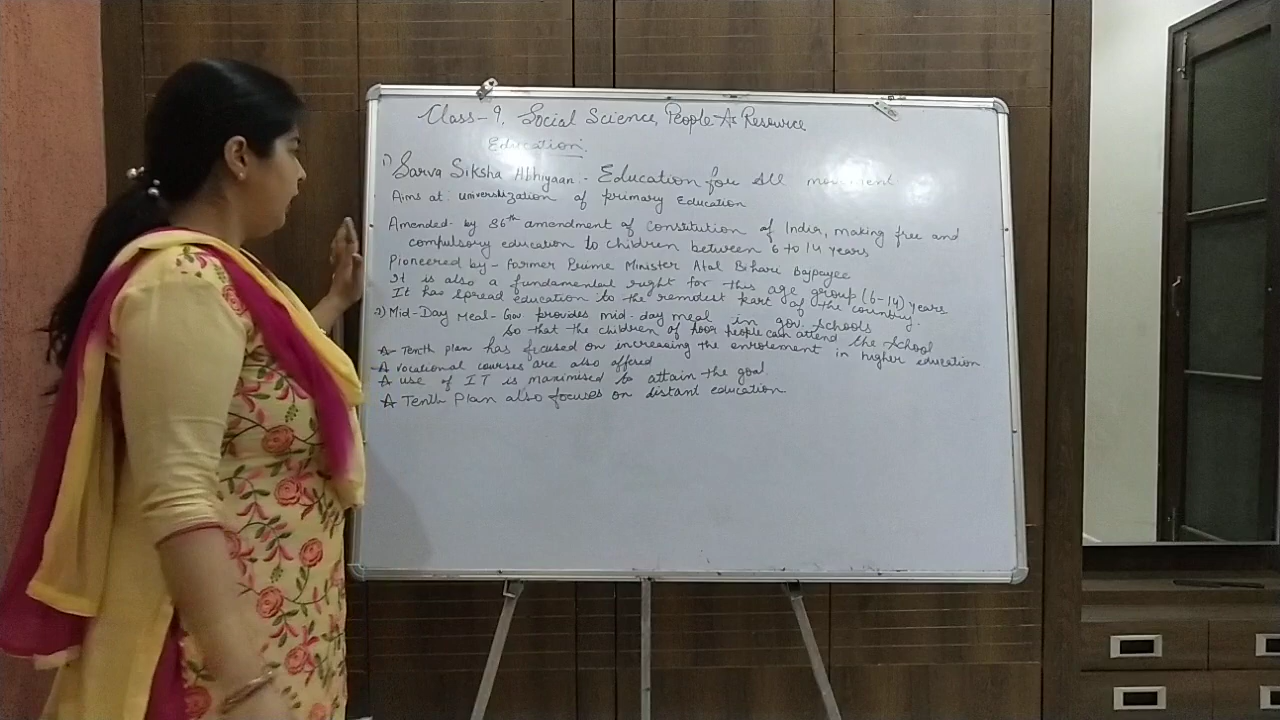 Class-9, Social Science, People As Resource
Education
1) Sarva Siksha Abhiyaan - Education for All movement
Aims at: universlization of primary Education
Amended- by 86th amendment of constitution of India, making free and
compulsory education to children between 6 to 14 years,
Pioneered by - Former Prime Minister Atal Bihari Bajpayee
It is also a fundamental right for this age group (6-14) years
It has spread education to the remotest part of the country.
2) Mid-Day Meal - Gov provides mid-day meal in gov. schools
So that the children of poor people can attend the school
A- Tenth plan has focused on increasing the enrolement in higher education
-A vocational courses are also offered
A use of IT is maximised to attain the goal.
A Tenth Plan also focuses on distant education.